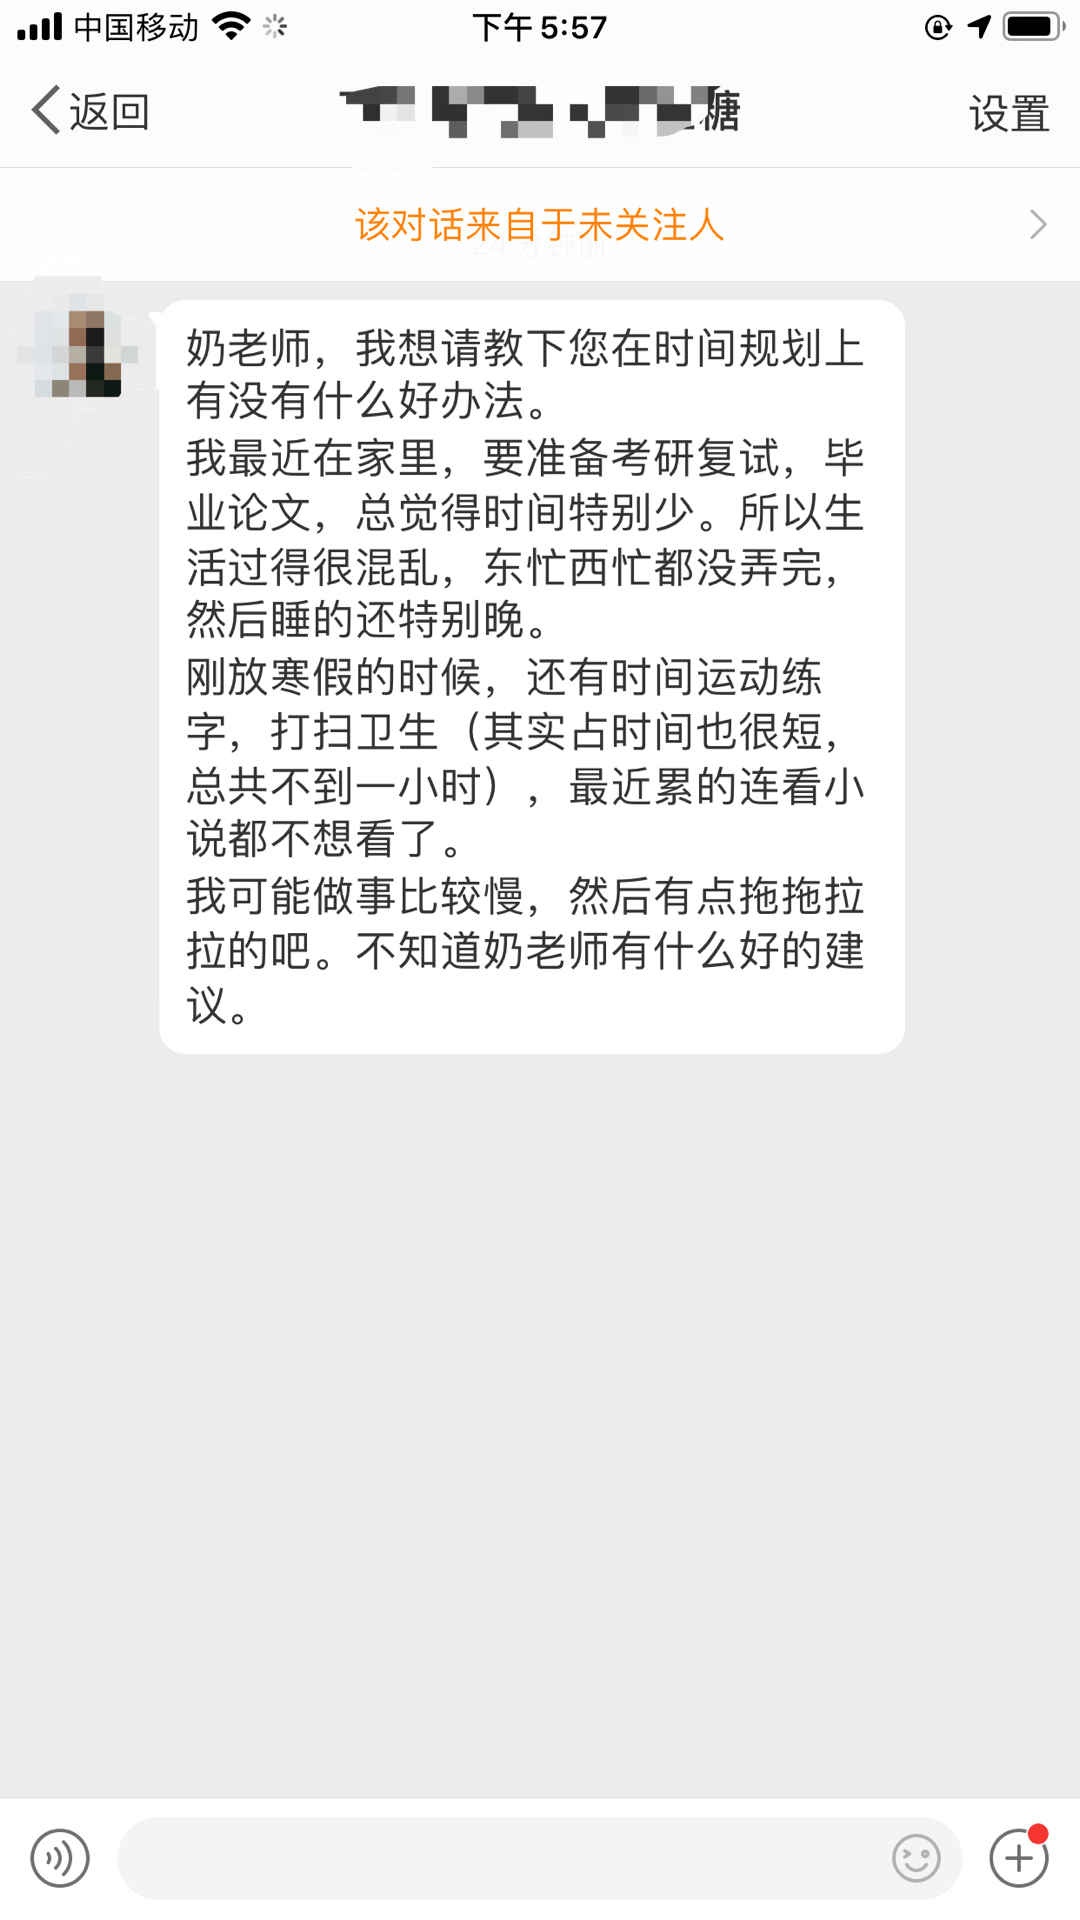 中国移动 下午 5:57
返回 糖 设置
该对话来自于未关注人
24分钟前
奶老师，我想请教下您在时间规划上
有没有什么好办法。
我最近在家里，要准备考研复试，毕
业论文，总觉得时间特别少。所以生
活过得很混乱，东忙西忙都没弄完，
然后睡的还特别晚。
刚放寒假的时候，还有时间运动练
字，打扫卫生（其实占时间也很短，
总共不到一小时），最近累的连看小
说都不想看了。
我可能做事比较慢，然后有点拖拖拉
拉的吧。不知道奶老师有什么好的建
议。